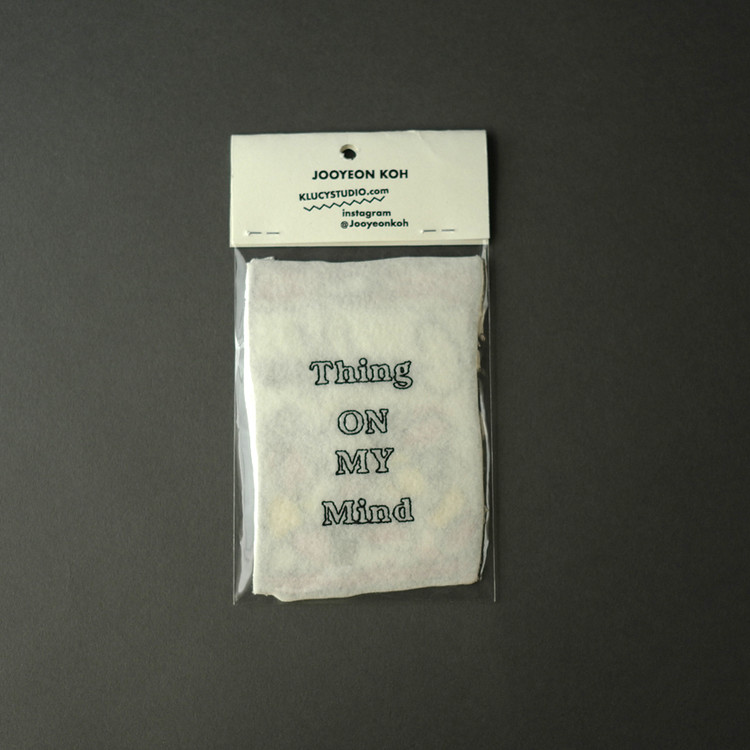 JOOYEON KOH
KLUCYSTUDIO.com
instagram
@Jooyeonkoh
Thing
ON
MY
Mind